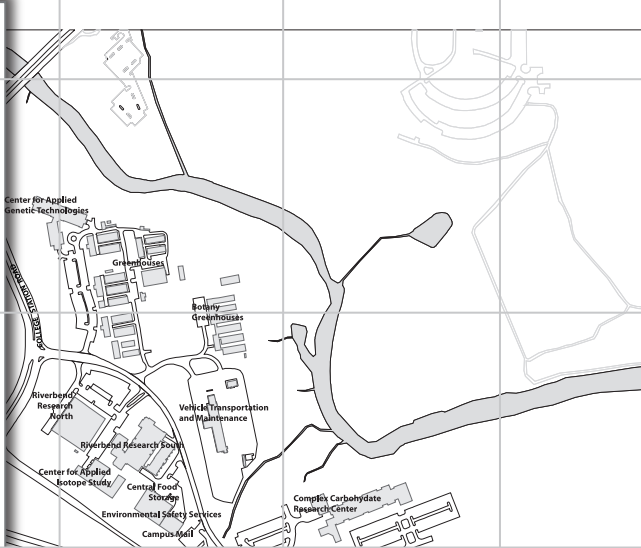 Center for Applied
Genetic Technologies
Greenhouses
COLLEGE STATION ROAD
Botany
Greenhouses
Riverbend
Research
North
Vehicle Transportation
and Maintenance
Riverbend Research South
Center for Applied
Isotope Study
Central Food
Storage
Complex Carbohydate
Research Center
Environmental Safety Services
Campus Mail